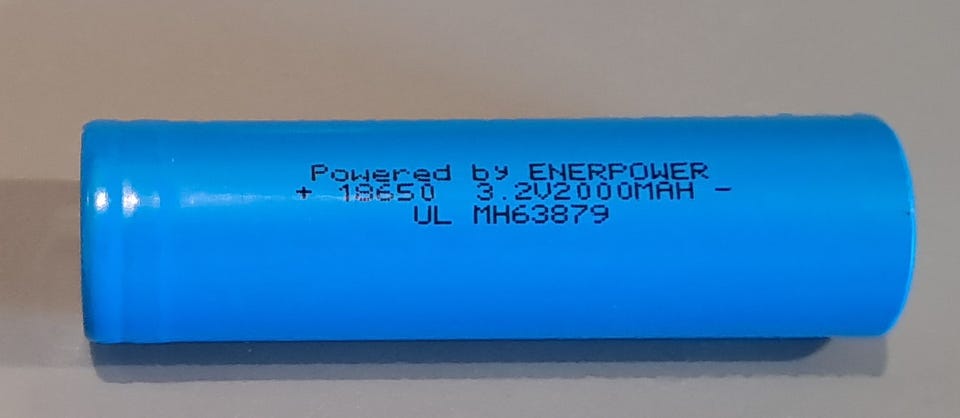 Powered by ENERPOWER
+ 18650 3.2V2000MAH -
UL MH63879